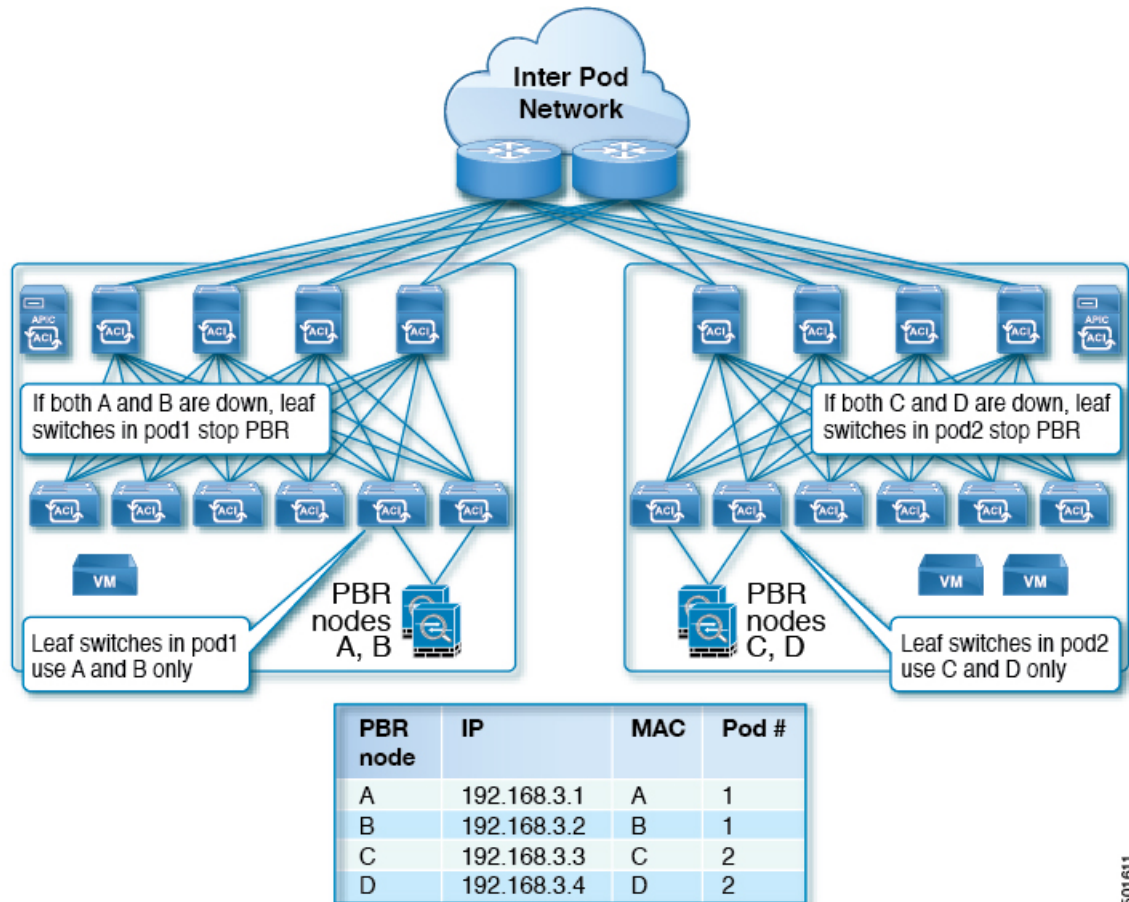 Inter Pod
Network
APIC
ACI
ACI
ACI
ACI
ACI
ACI
ACI
ACI
ACI
APIC
ACI
If both A and B are down, leaf
switches in pod1 stop PBR
If both C and D are down, leaf
switches in pod2 stop PBR
ACI
ACI
ACI
ACI
ACI
ACI
ACI
ACI
ACI
ACI
ACI
ACI
VM
PBR
nodes
A, B
PBR
nodes
C, D
VM
VM
Leaf switches in pod1
use A and B only
Leaf switches in pod2
use C and D only
PBR node IP MAC Pod #
A 192.168.3.1 A 1
B 192.168.3.2 B 1
C 192.168.3.3 C 2
D 192.168.3.4 D 2
501611